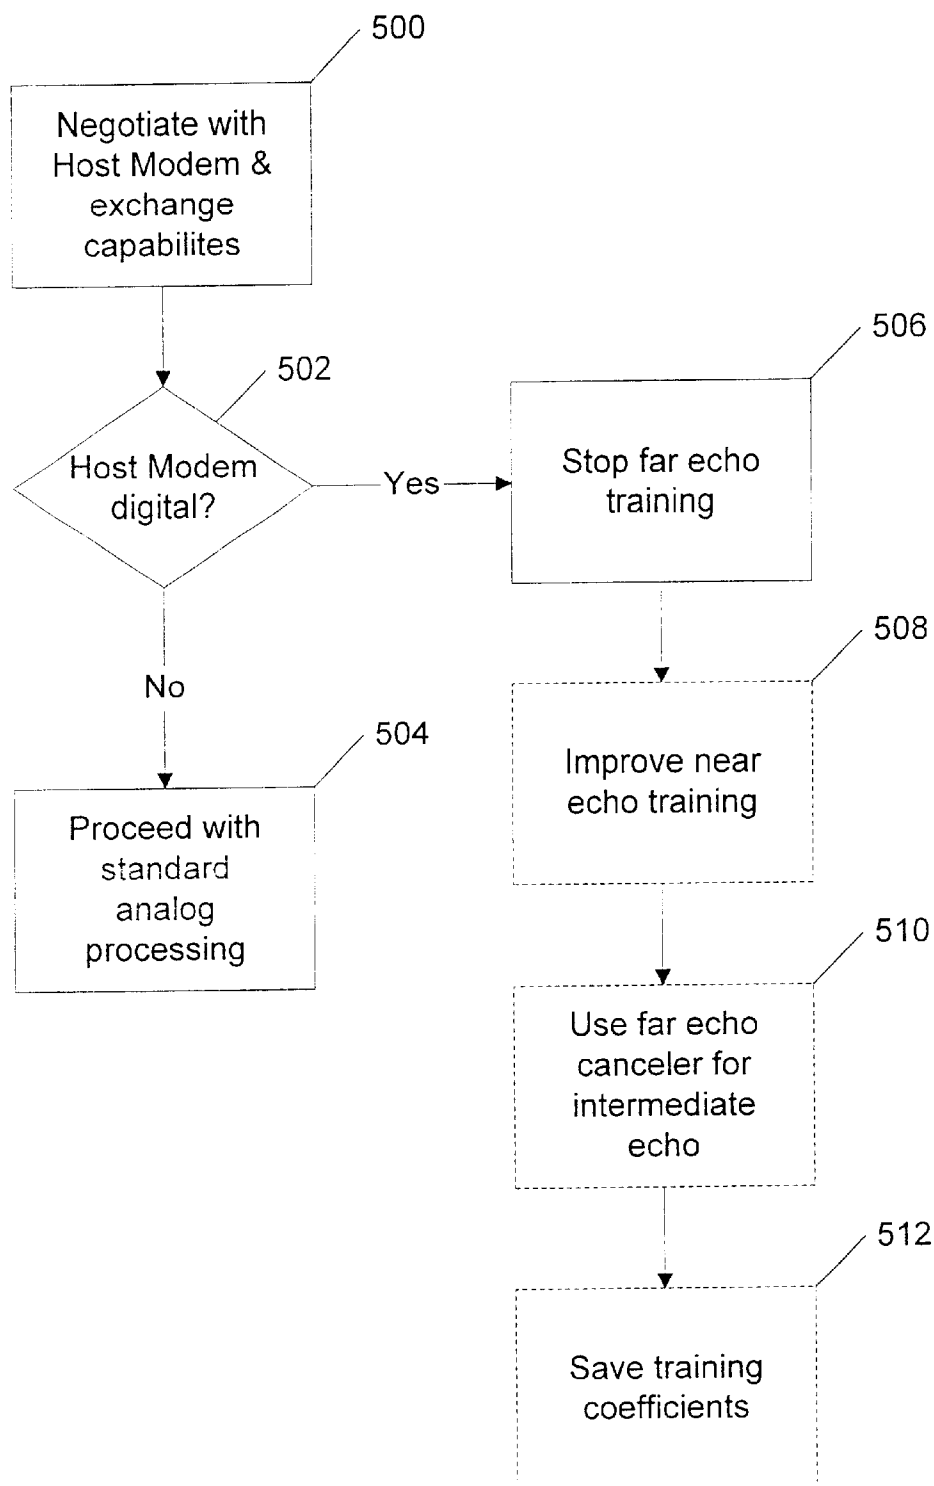 500
Negotiate with
Host Modem &
exchange
capabilites
502
Host Modem
digital?
Yes
No
504
Proceed with
standard
analog
processing
506
Stop far echo
training
508
Improve near
echo training
510
Use far echo
canceler for
intermediate
echo
512
Save training
coefficients